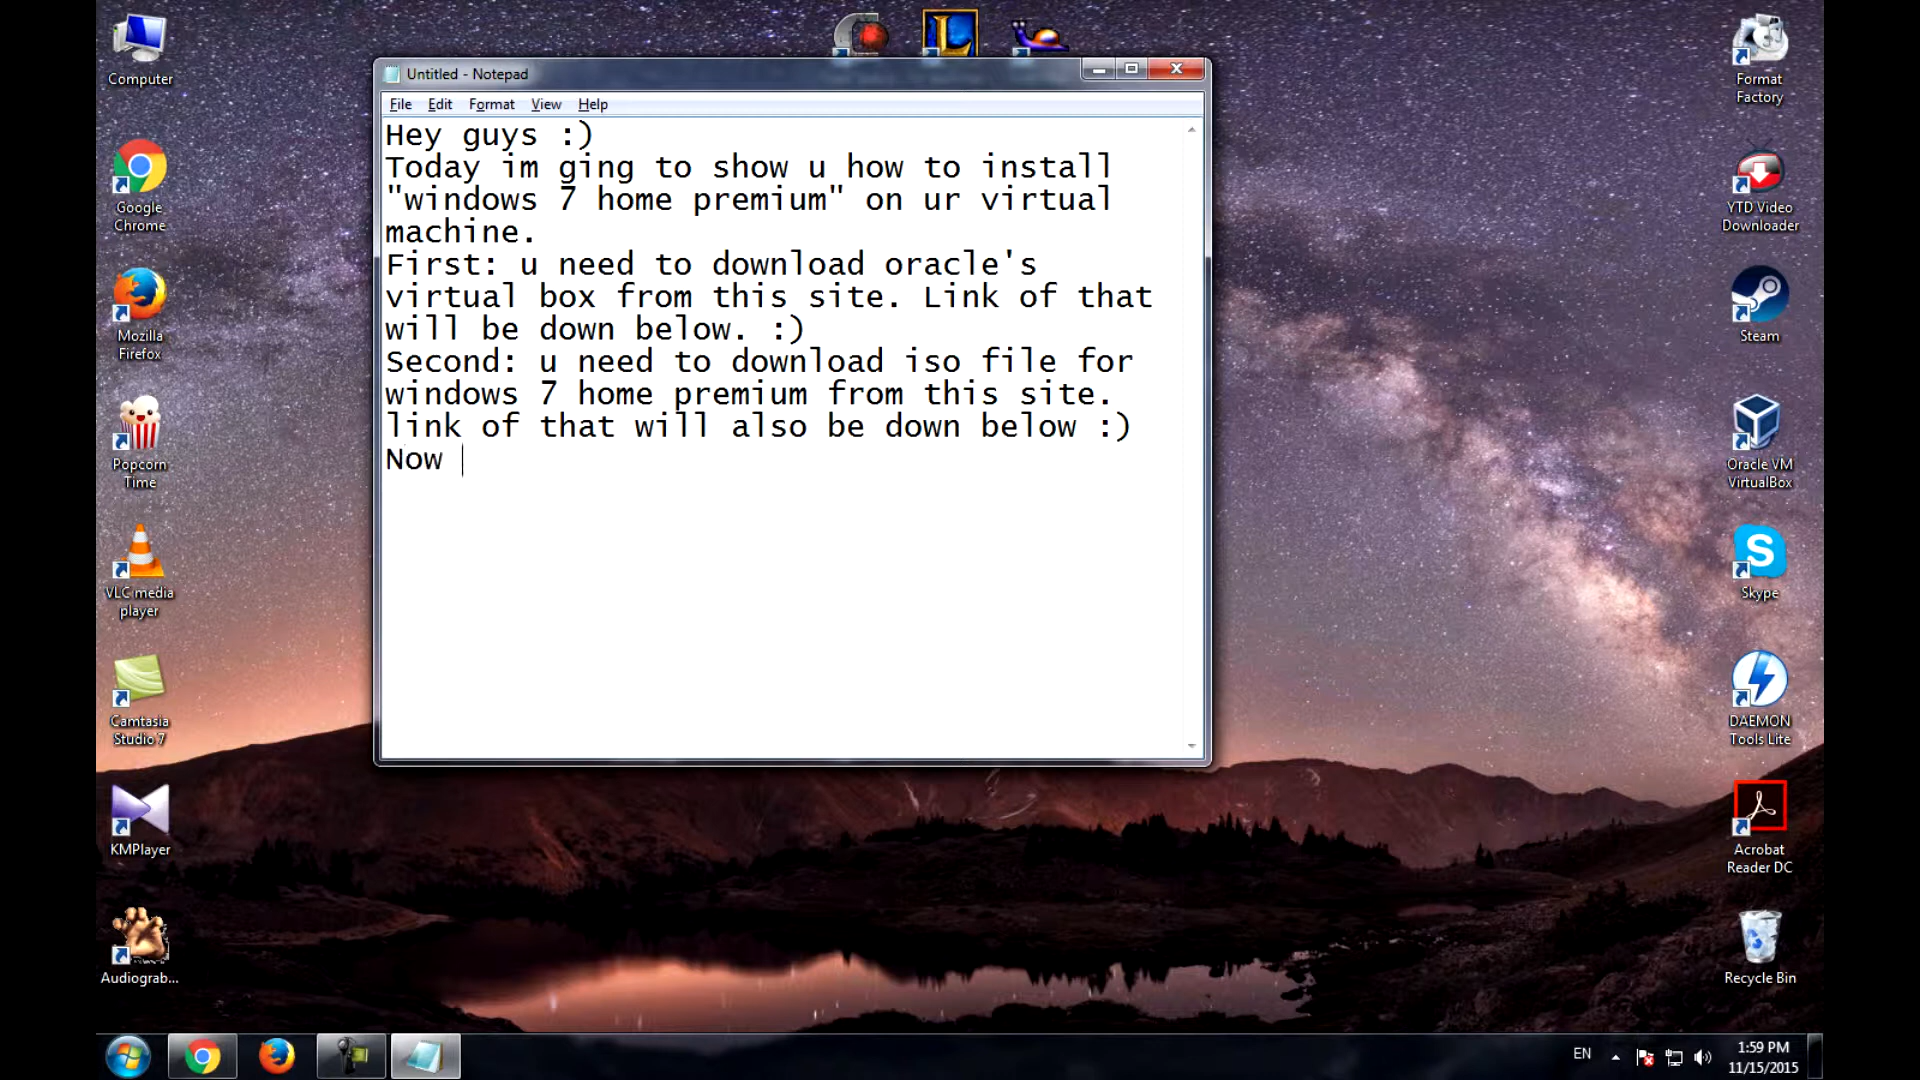 Untitled - Notepad
File Edit Format View Help
Hey guys :)
Today im ging to show u how to install
"windows 7 home premium" on ur virtual
machine.
First: u need to download oracle's
virtual box from this site. Link of that
will be down below. :)
Second: u need to download iso file for
windows 7 home premium from this site.
link of that will also be down below :)
Now
Computer
Google
Chrome
Mozilla
Firefox
Popcorn
Time
VLC media
player
Camtasia
Studio 7
KMPlayer
Audiograb...
Format
Factory
YTD Video
Downloader
Steam
Oracle VM
VirtualBox
Skype
DAEMON
Tools Lite
Acrobat
Reader DC
Recycle Bin
EN
1:59 PM
11/15/2015